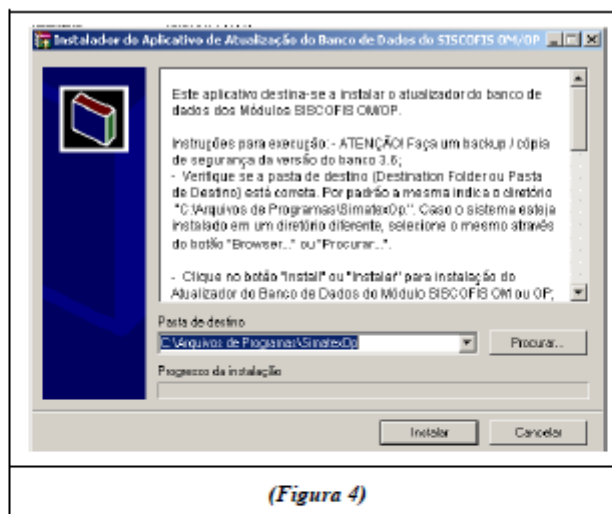 Instalador do Aplicativo de Atualização do Banco de Dados do SISCOFIS OM/OP
Este aplicativo destina-se a instalar o atualizador do banco de
dados dos Módulos SISCOFIS OM/OP.
Instruções para execução:- ATENÇÃO! Faça um backup / cópia
de segurança da versão do banco 3.6;
- Verifique se a pasta de destino (Destination Folder ou Pasta
de Destino) está correta. Por padrão a mesma indica o diretório
"C:\Arquivos de Programas\SimatexOp.". Caso o sistema esteja
instalado em um diretório diferente, selecione o mesmo através
do botão "Browser..." ou "Procurar...".
- Clique no botão "Install" ou "Instalar" para instalação do
Atualizador do Banco de Dados do Módulo SISCOFIS OM ou OP;
Pasta de destino
C:\Arquivos de Programas\SimatexOp
Procurar...
Progresso da instalação
Instalar
Cancelar
(Figura 4)